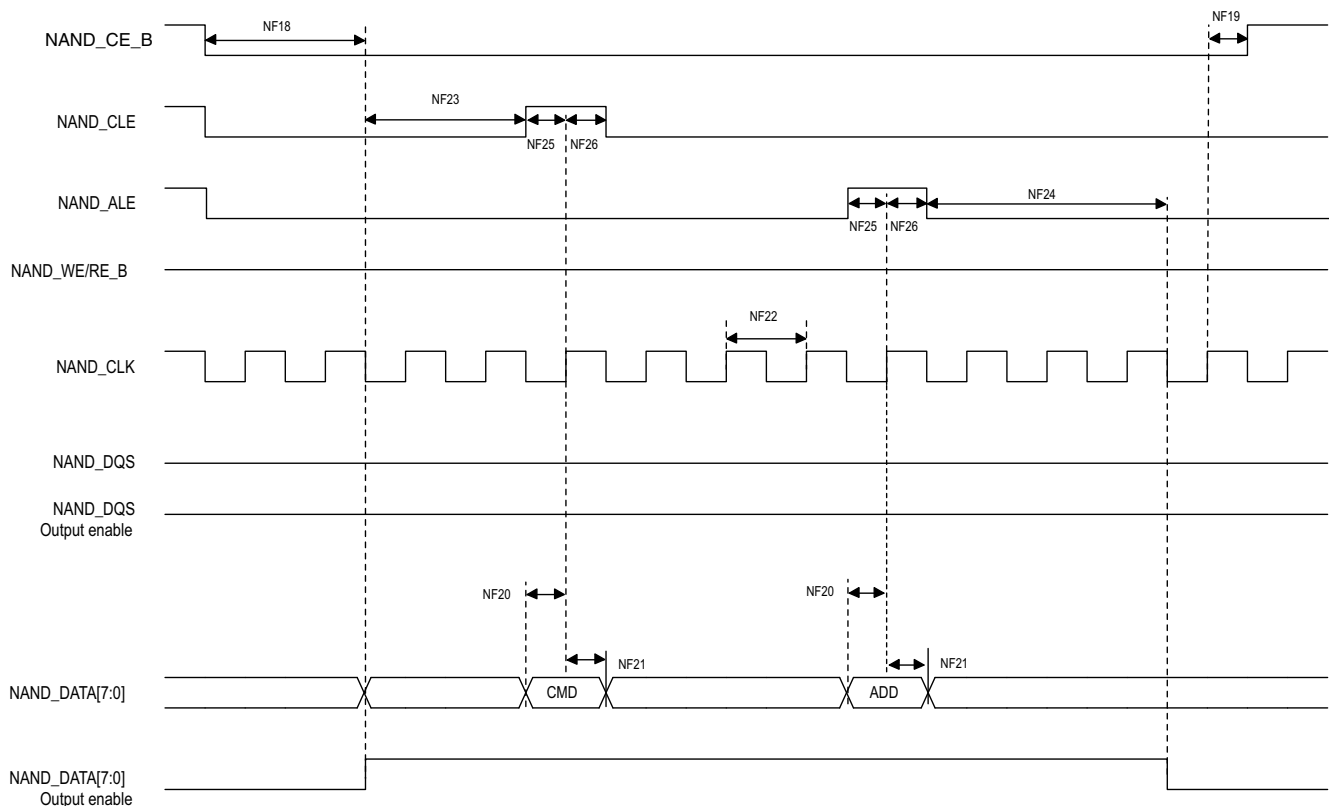 NF18
NF19
NAND_CE_B
NF23
NAND_CLE
NF25
NF26
NAND_ALE
NF24
NF25
NF26
NAND_WE/RE_B
NF22
NAND_CLK
NAND_DQS
NAND_DQS
Output enable
NF20
NF20
NF21
NF21
NAND_DATA[7:0]
CMD
ADD
NAND_DATA[7:0]
Output enable